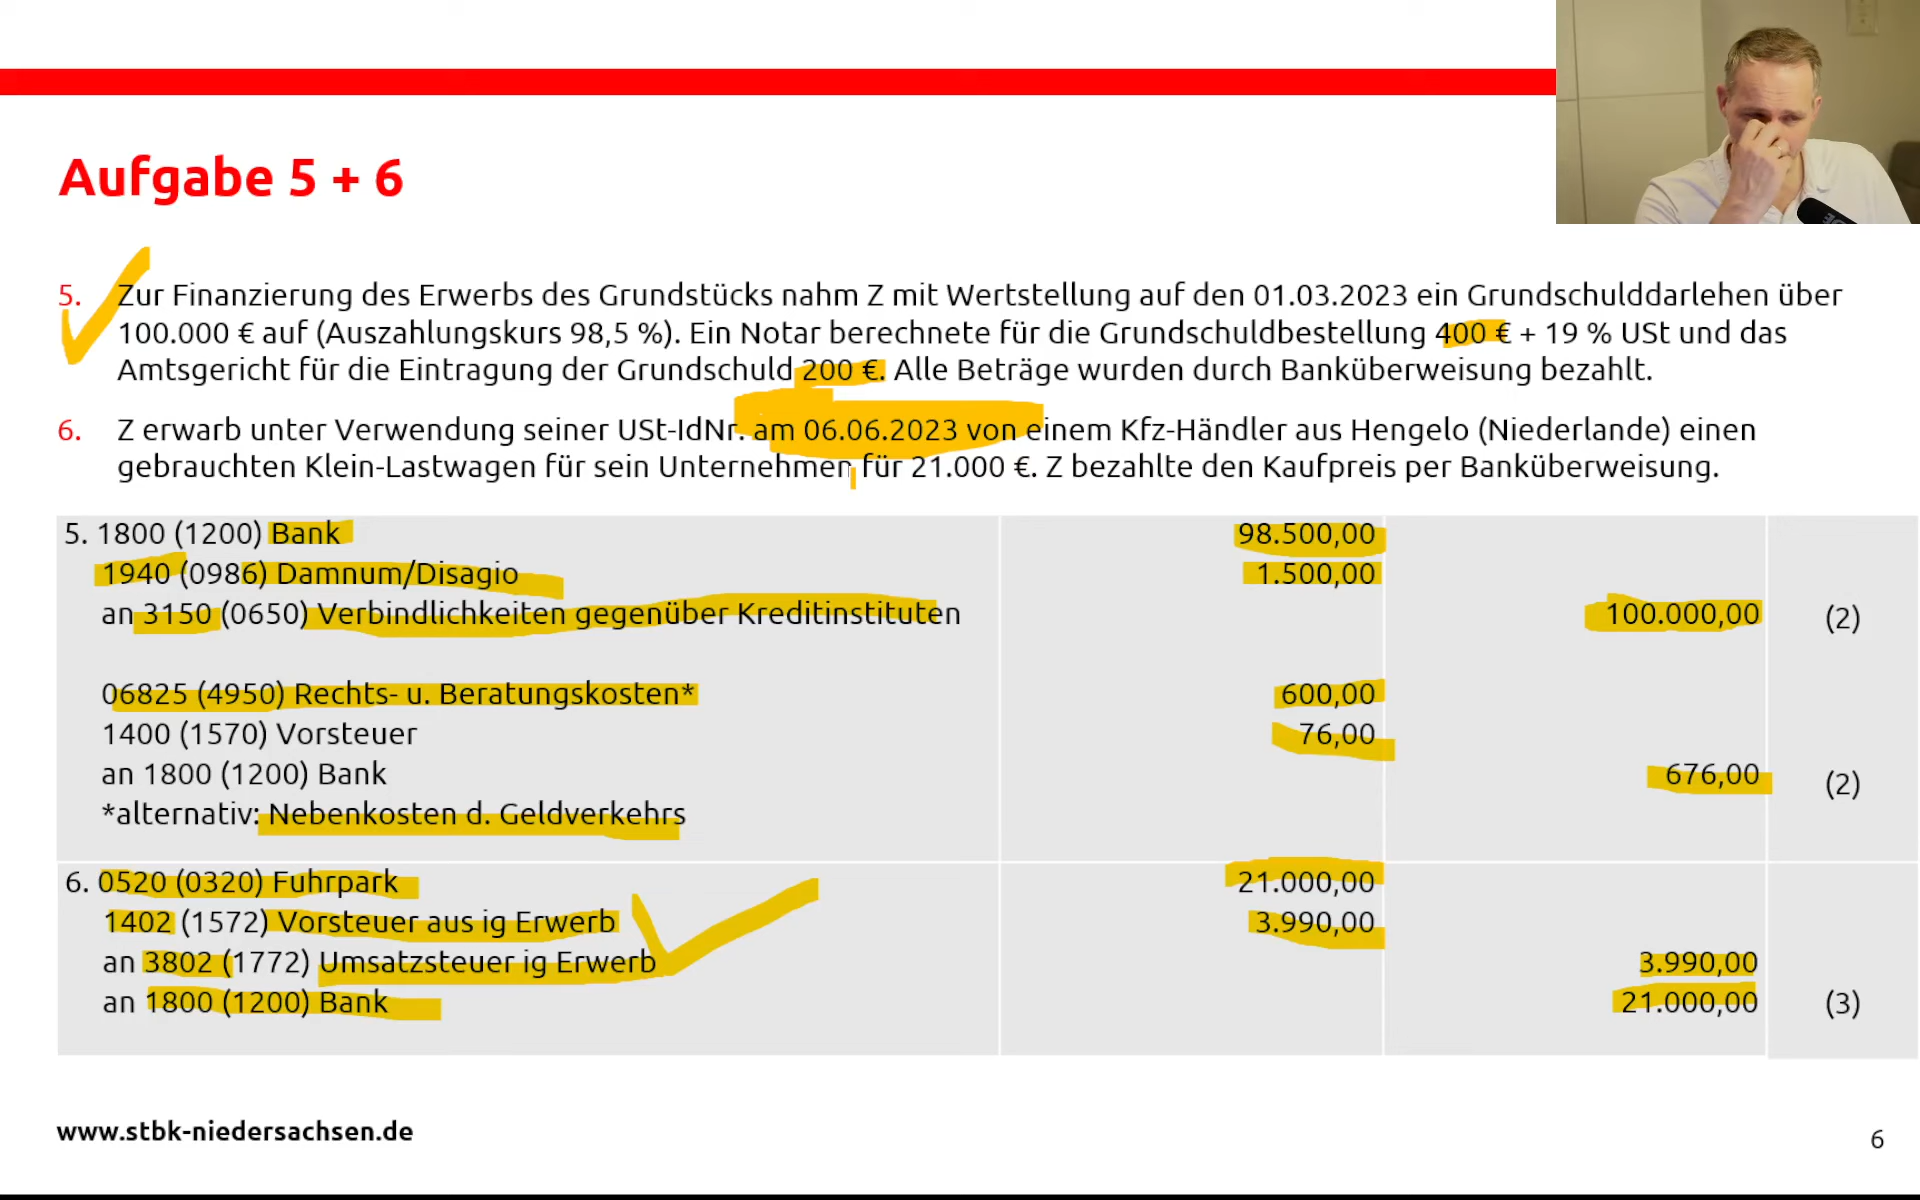 Aufgabe 5 + 6
5. Zur Finanzierung des Erwerbs des Grundstücks nahm Z mit Wertstellung auf den 01.03.2023 ein Grundschulddarlehen über
100.000 € auf (Auszahlungskurs 98,5 %). Ein Notar berechnete für die Grundschuldbestellung 400 € + 19 % USt und das
Amtsgericht für die Eintragung der Grundschuld 200 €. Alle Beträge wurden durch Banküberweisung bezahlt.
6. Z erwarb unter Verwendung seiner USt-IdNr. am 06.06.2023 von einem Kfz-Händler aus Hengelo (Niederlande) einen
gebrauchten Klein-Lastwagen für sein Unternehmen für 21.000 €. Z bezahlte den Kaufpreis per Banküberweisung.
5. 1800 (1200) Bank 98.500,00
1940 (0986) Damnum/Disagio 1.500,00
an 3150 (0650) Verbindlichkeiten gegenüber Kreditinstituten 100.000,00 (2)
06825 (4950) Rechts- u. Beratungskosten* 600,00
1400 (1570) Vorsteuer 76,00
an 1800 (1200) Bank 676,00 (2)
*alternativ: Nebenkosten d. Geldverkehrs
6. 0520 (0320) Fuhrpark 21.000,00
1402 (1572) Vorsteuer aus ig Erwerb 3.990,00
an 3802 (1772) Umsatzsteuer ig Erwerb 3.990,00
an 1800 (1200) Bank 21.000,00 (3)
www.stbk-niedersachsen.de
6